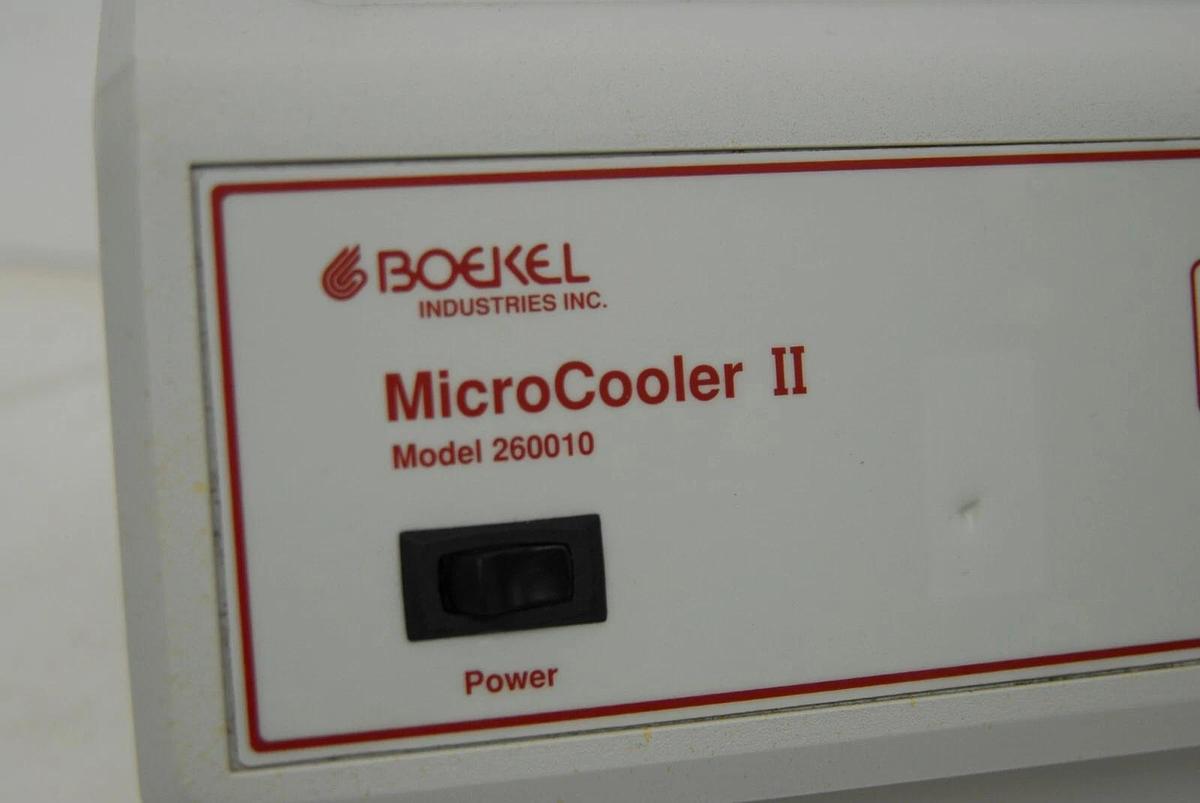 BOEKEL
INDUSTRIES INC.
MicroCooler II
Model 260010
Power